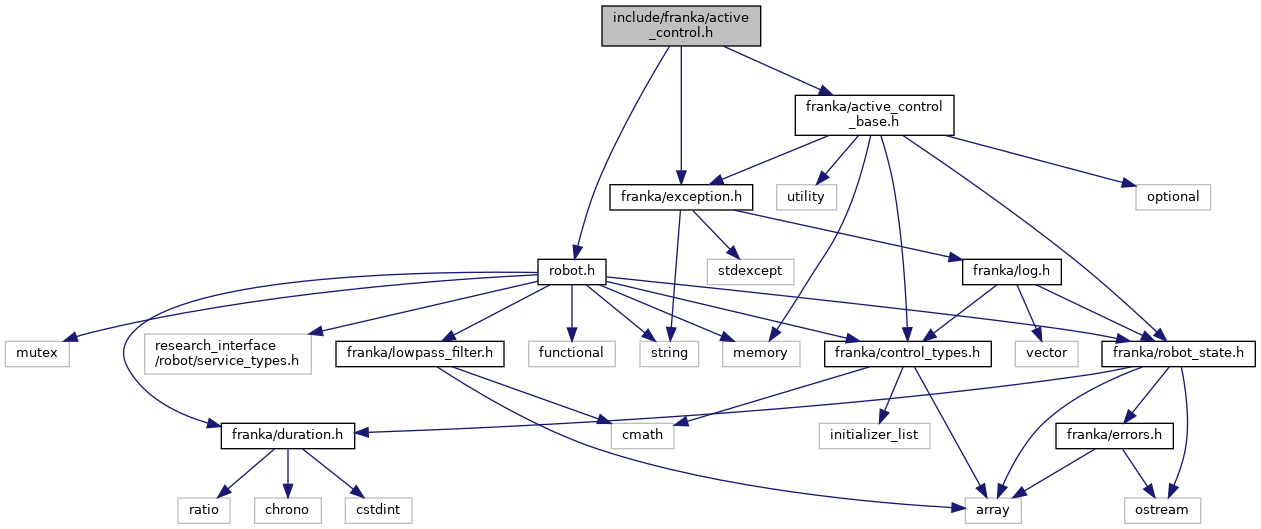 include/franka/active
_control.h
franka/active_control
_base.h
franka/exception.h
utility
optional
robot.h
stdexcept
franka/log.h
mutex
research_interface
/robot/service_types.h
franka/lowpass_filter.h
functional
string
memory
franka/control_types.h
vector
franka/robot_state.h
franka/duration.h
cmath
initializer_list
franka/errors.h
ratio
chrono
cstdint
array
ostream